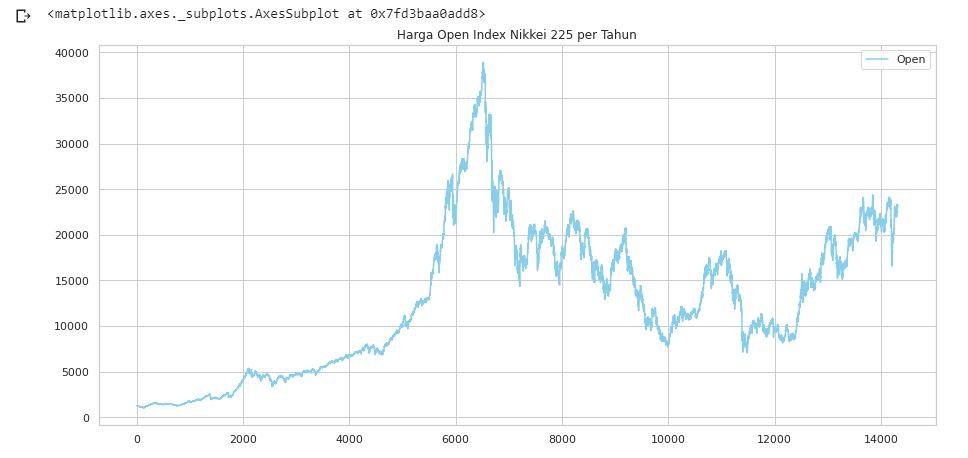 <matplotlib.axes._subplots.AxesSubplot at 0x7fd3baa0add8>
Harga Open Index Nikkei 225 per Tahun
Open
40000
35000
30000
25000
20000
15000
10000
5000
0
0 2000 4000 6000 8000 10000 12000 14000